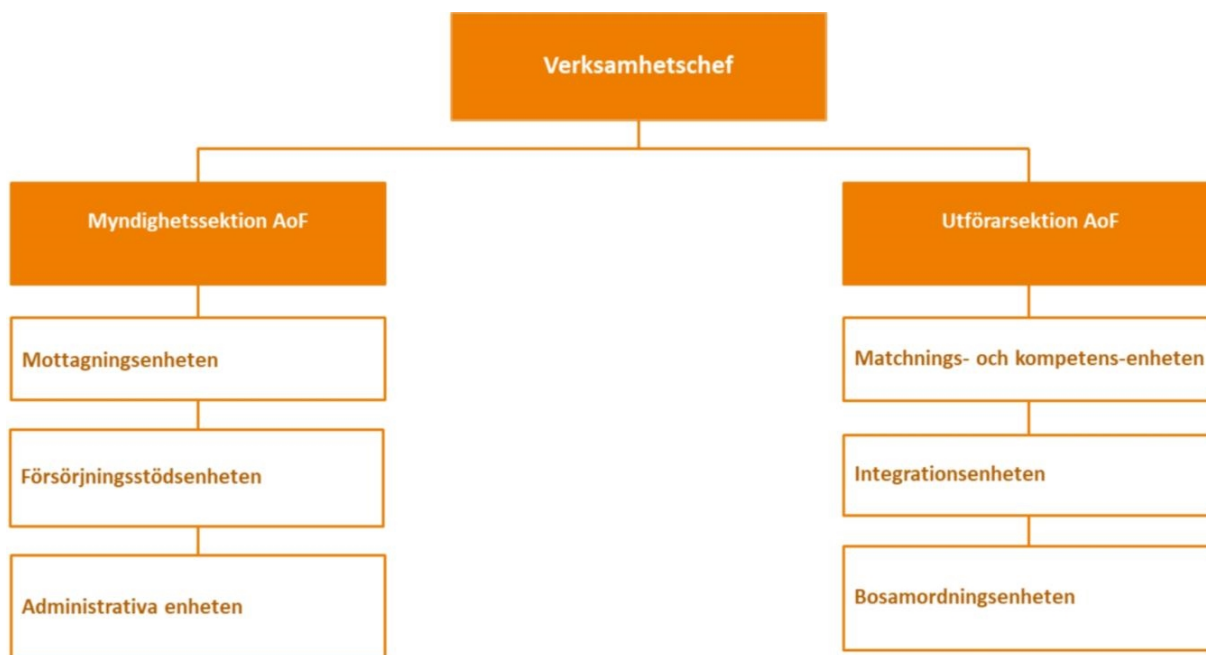 Verksamhetschef
Myndighetssektion AoF
Utförarsektion AoF
Mottagningsenheten
Försörjningsstödsenheten
Administrativa enheten
Matchnings- och kompetens-enheten
Integrationsenheten
Bosamordningsenheten